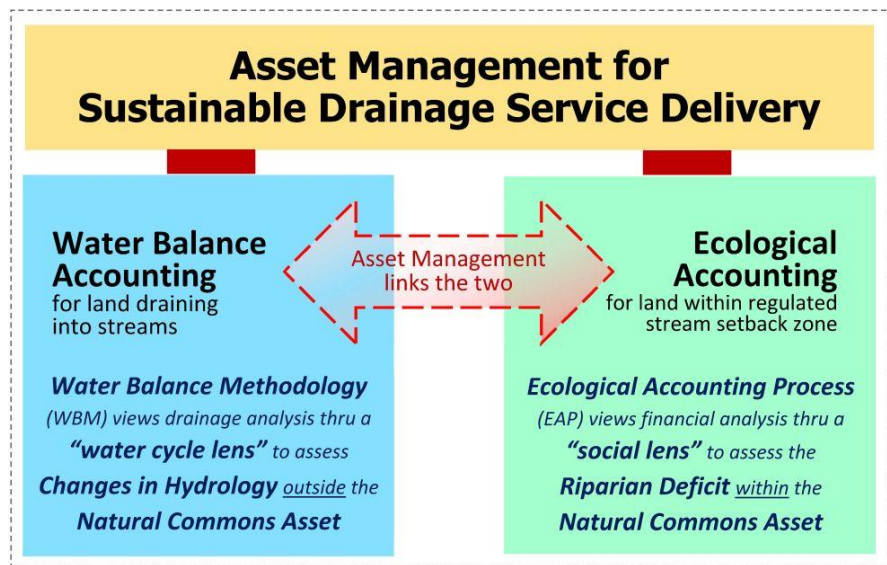 Asset Management for
Sustainable Drainage Service Delivery
Water Balance
Accounting
for land draining
into streams
Asset Management
links the two
Ecological
Accounting
for land within regulated
stream setback zone
Water Balance Methodology
(WBM) views drainage analysis thru a
“water cycle lens” to assess
Changes in Hydrology outside the
Natural Commons Asset
Ecological Accounting Process
(EAP) views financial analysis thru a
“social lens” to assess the
Riparian Deficit within the
Natural Commons Asset